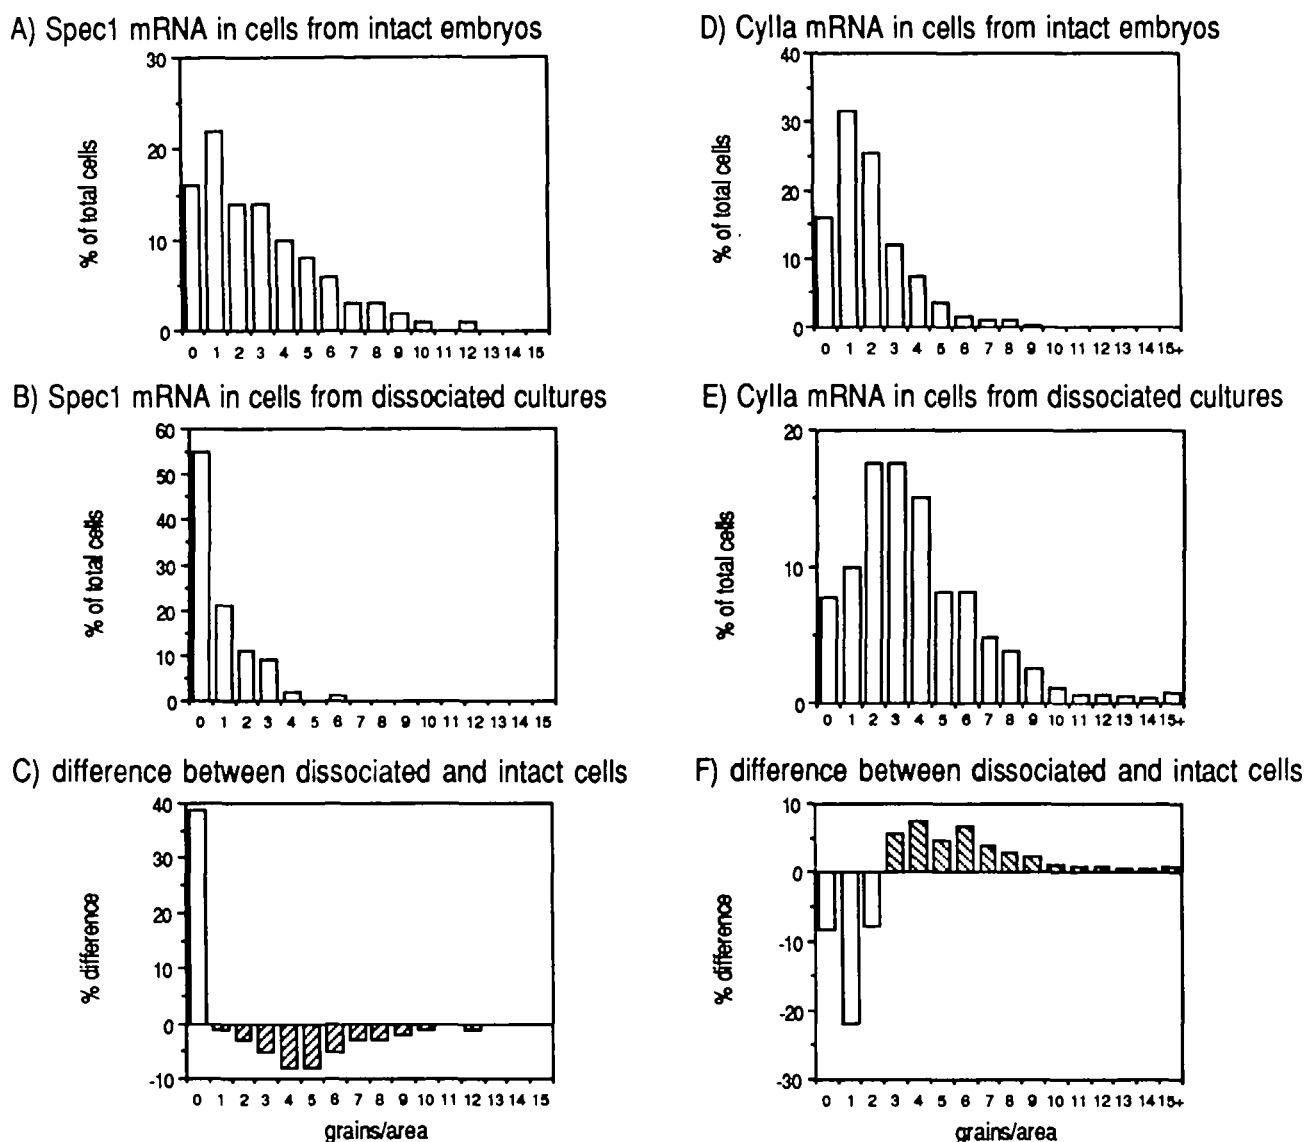 A) Spec1 mRNA in cells from intact embryos
30
20
10
0
% of total cells
0 1 2 3 4 5 6 7 8 9 10 11 12 13 14 15
B) Spec1 mRNA in cells from dissociated cultures
60
50
40
30
20
10
0
% of total cells
0 1 2 3 4 5 6 7 8 9 10 11 12 13 14 15
C) difference between dissociated and intact cells
40
30
20
10
0
-10
% difference
0 1 2 3 4 5 6 7 8 9 10 11 12 13 14 15
grains/area
D) CyIIa mRNA in cells from intact embryos
40
30
20
10
0
% of total cells
0 1 2 3 4 5 6 7 8 9 10 11 12 13 14 15+
E) CyIIa mRNA in cells from dissociated cultures
20
10
0
% of total cells
0 1 2 3 4 5 6 7 8 9 10 11 12 13 14 15+
F) difference between dissociated and intact cells
10
0
-10
-20
-30
% difference
0 1 2 3 4 5 6 7 8 9 10 11 12 13 14 15+
grains/area